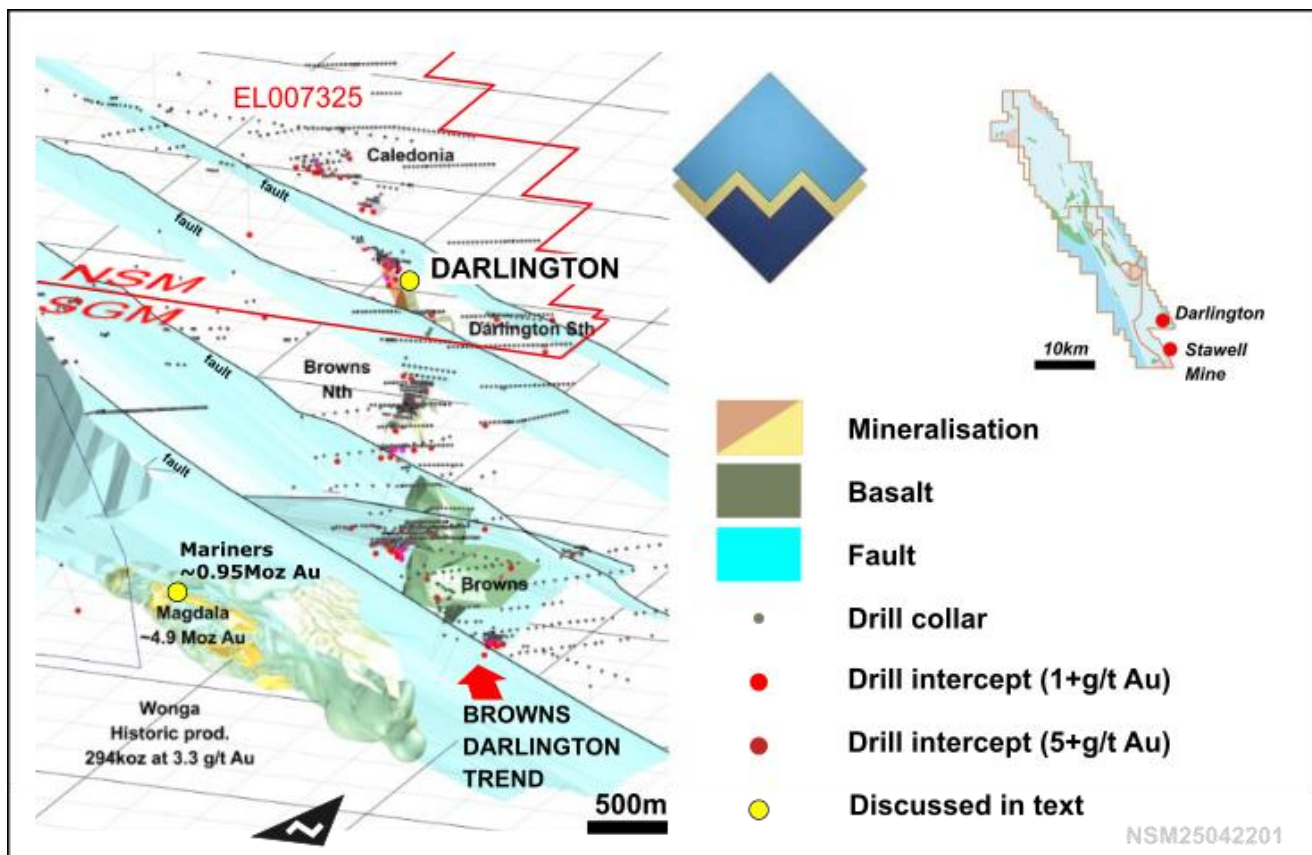 EL007325
Caledonia
fault
fault
DARLINGTON
NSM
SGM
Darlington Sth
fault
Browns
Nth
fault
Mariners
~0.95Moz Au
Magdala
~4.9 Moz Au
Browns
Wonga
Historic prod.
294koz at 3.3 g/t Au
BROWNS
DARLINGTON
TREND
500m
N
Darlington
10km
Stawell
Mine
Mineralisation
Basalt
Fault
Drill collar
Drill intercept (1+g/t Au)
Drill intercept (5+g/t Au)
Discussed in text
NSM25042201